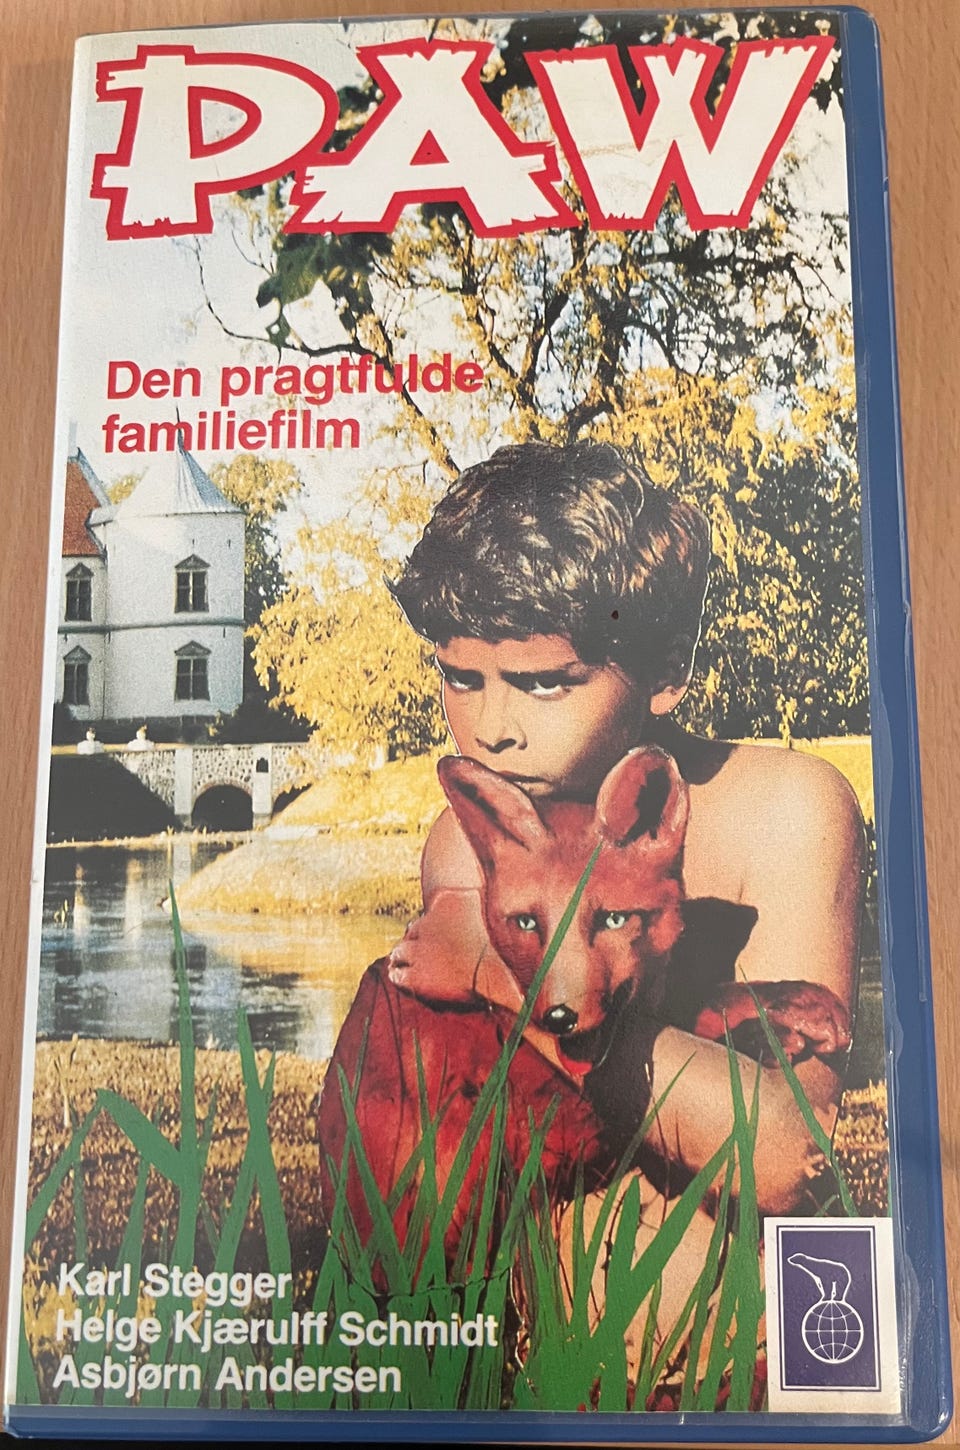 PAW
Den pragtfulde
familiefilm
Karl Stegger
Helge Kjærulff Schmidt
Asbjørn Andersen